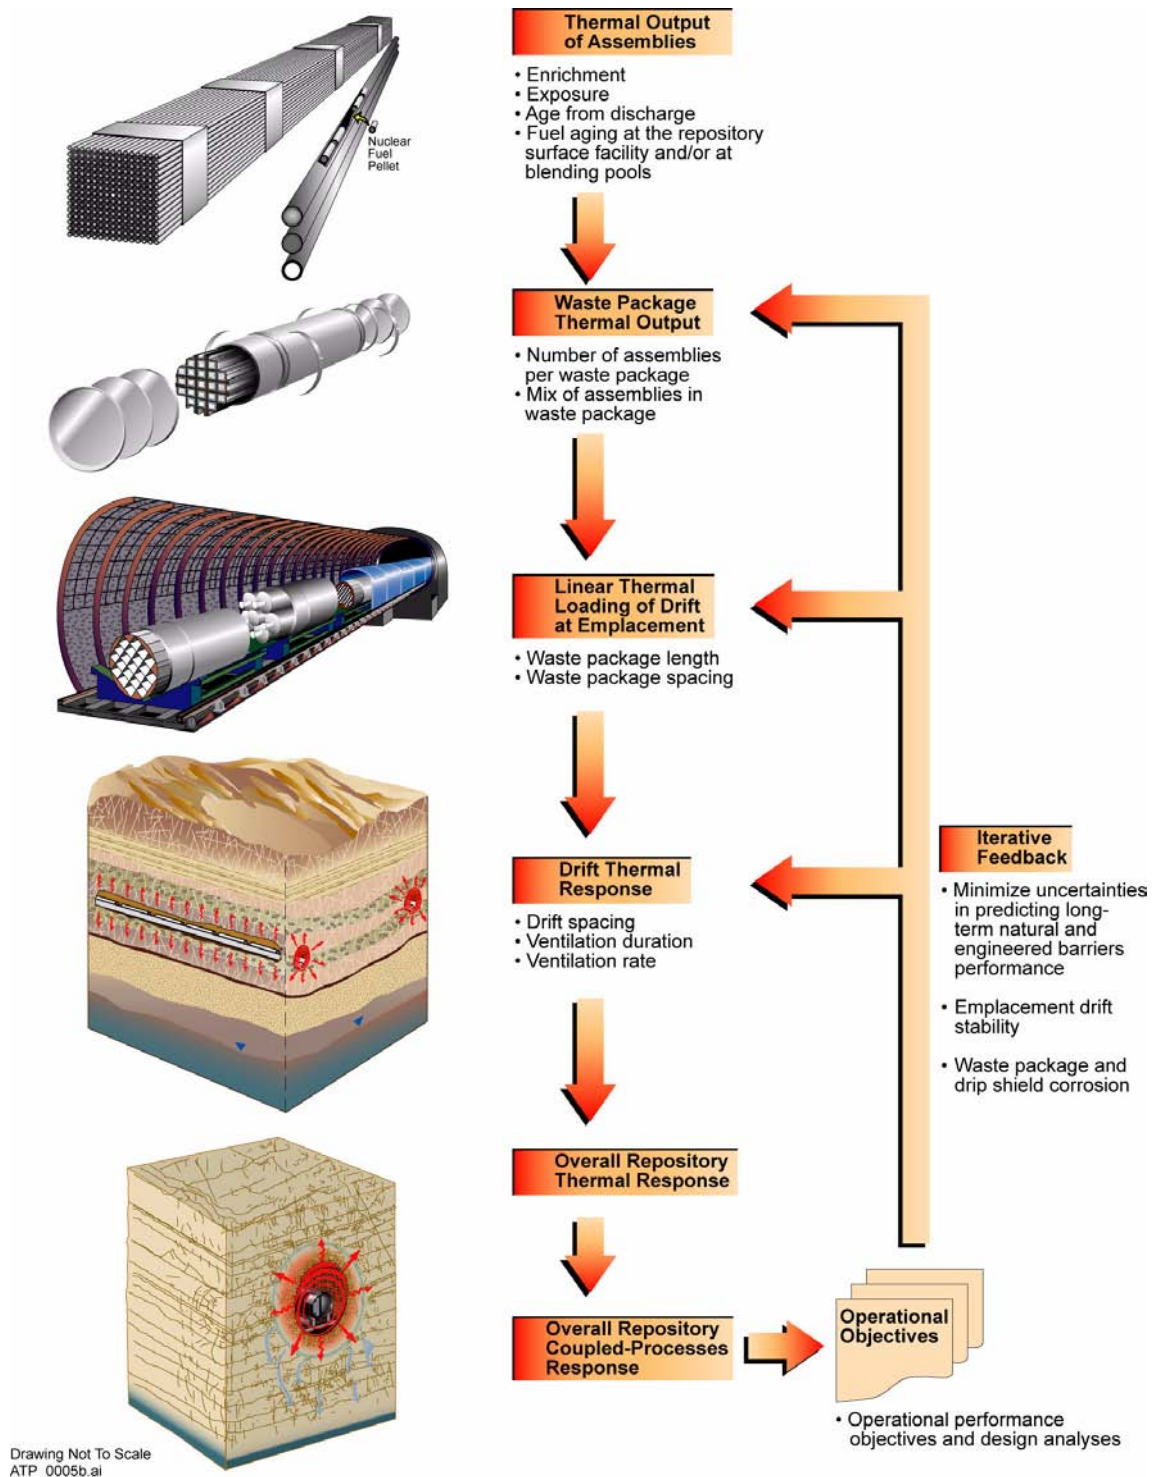 Thermal Output
of Assemblies
• Enrichment
• Exposure
• Age from discharge
• Fuel aging at the repository
surface facility and/or at
blending pools
Nuclear
Fuel
Pellet
Waste Package
Thermal Output
• Number of assemblies
per waste package
• Mix of assemblies in
waste package
Linear Thermal
Loading of Drift
at Emplacement
• Waste package length
• Waste package spacing
Drift Thermal
Response
• Drift spacing
• Ventilation duration
• Ventilation rate
Iterative
Feedback
• Minimize uncertainties
in predicting long-
term natural and
engineered barriers
performance
• Emplacement drift
stability
• Waste package and
drip shield corrosion
Overall Repository
Thermal Response
Overall Repository
Coupled-Processes
Response
Operational
Objectives
• Operational performance
objectives and design analyses
Drawing Not To Scale
ATP_0005b.ai